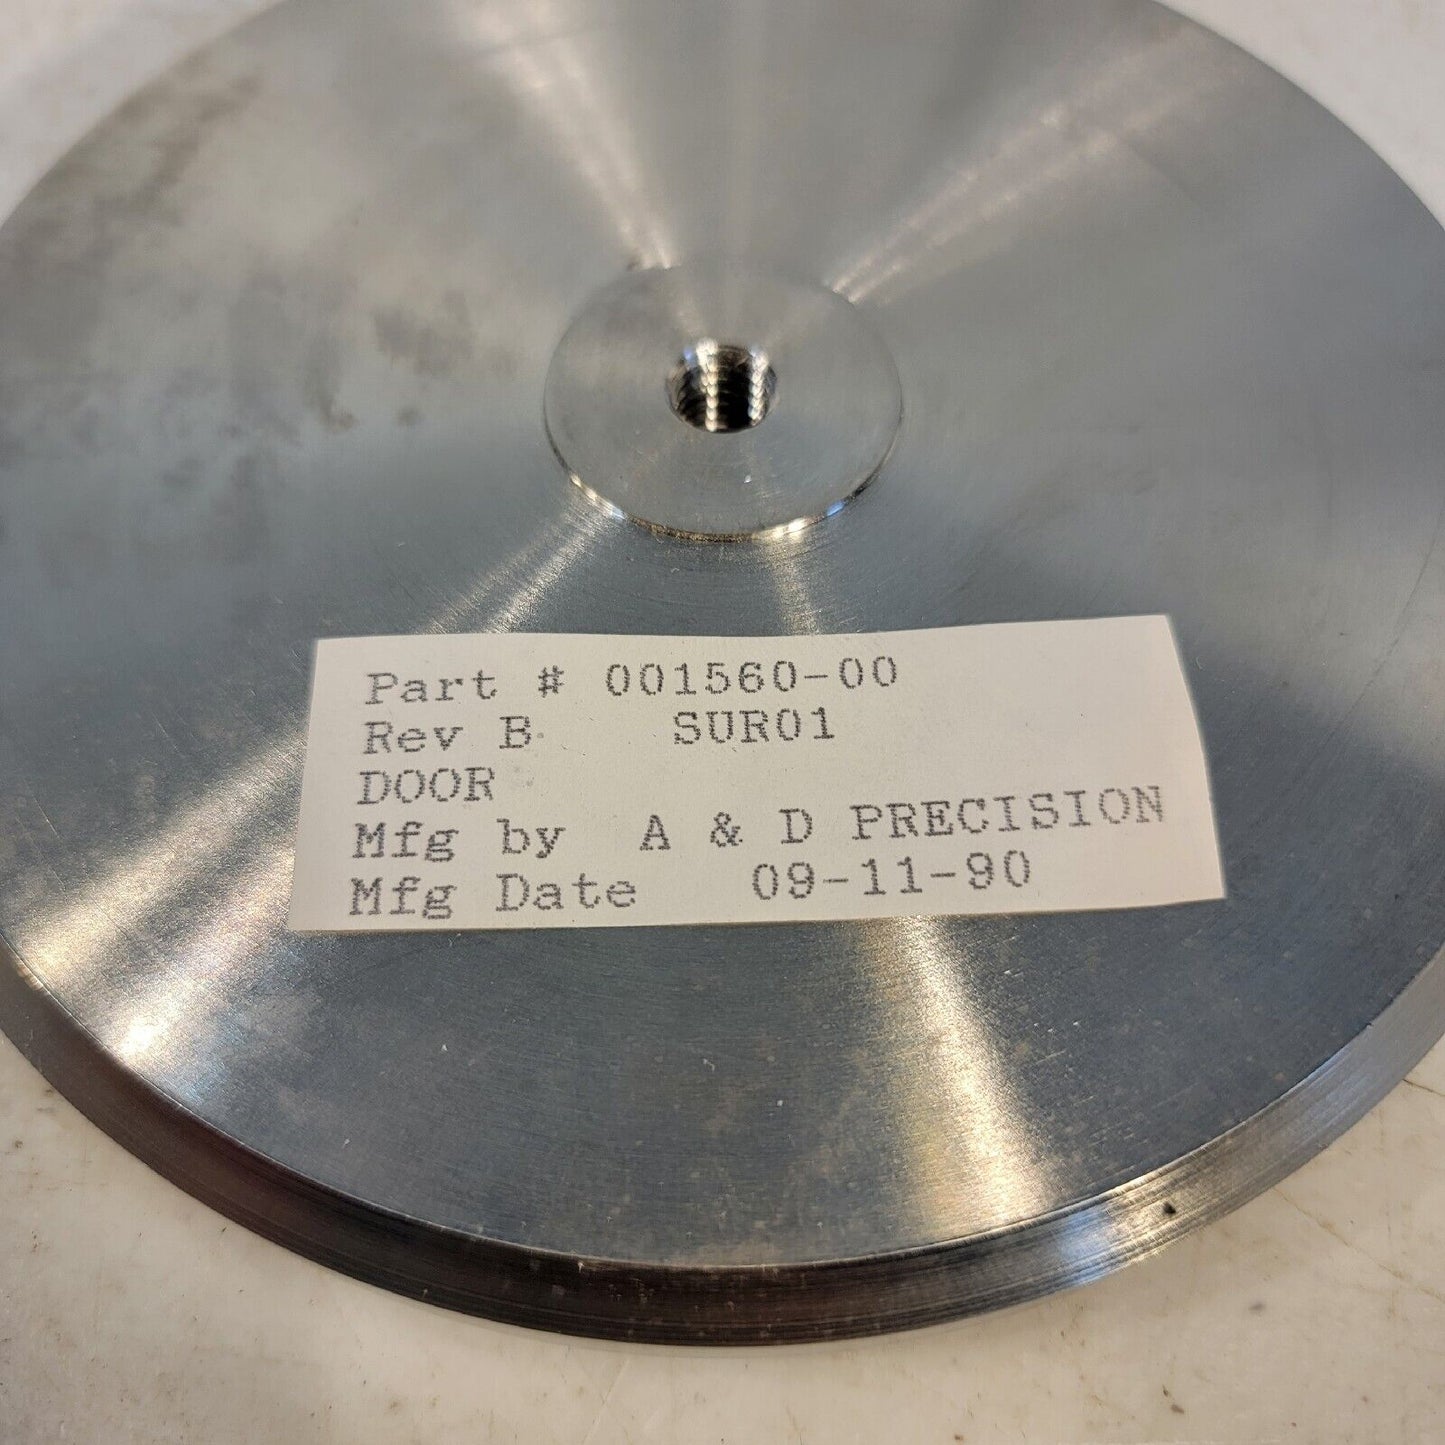 Part # 001560-00
Rev B SUR01
DOOR
Mfg by A & D PRECISION
Mfg Date 09-11-90